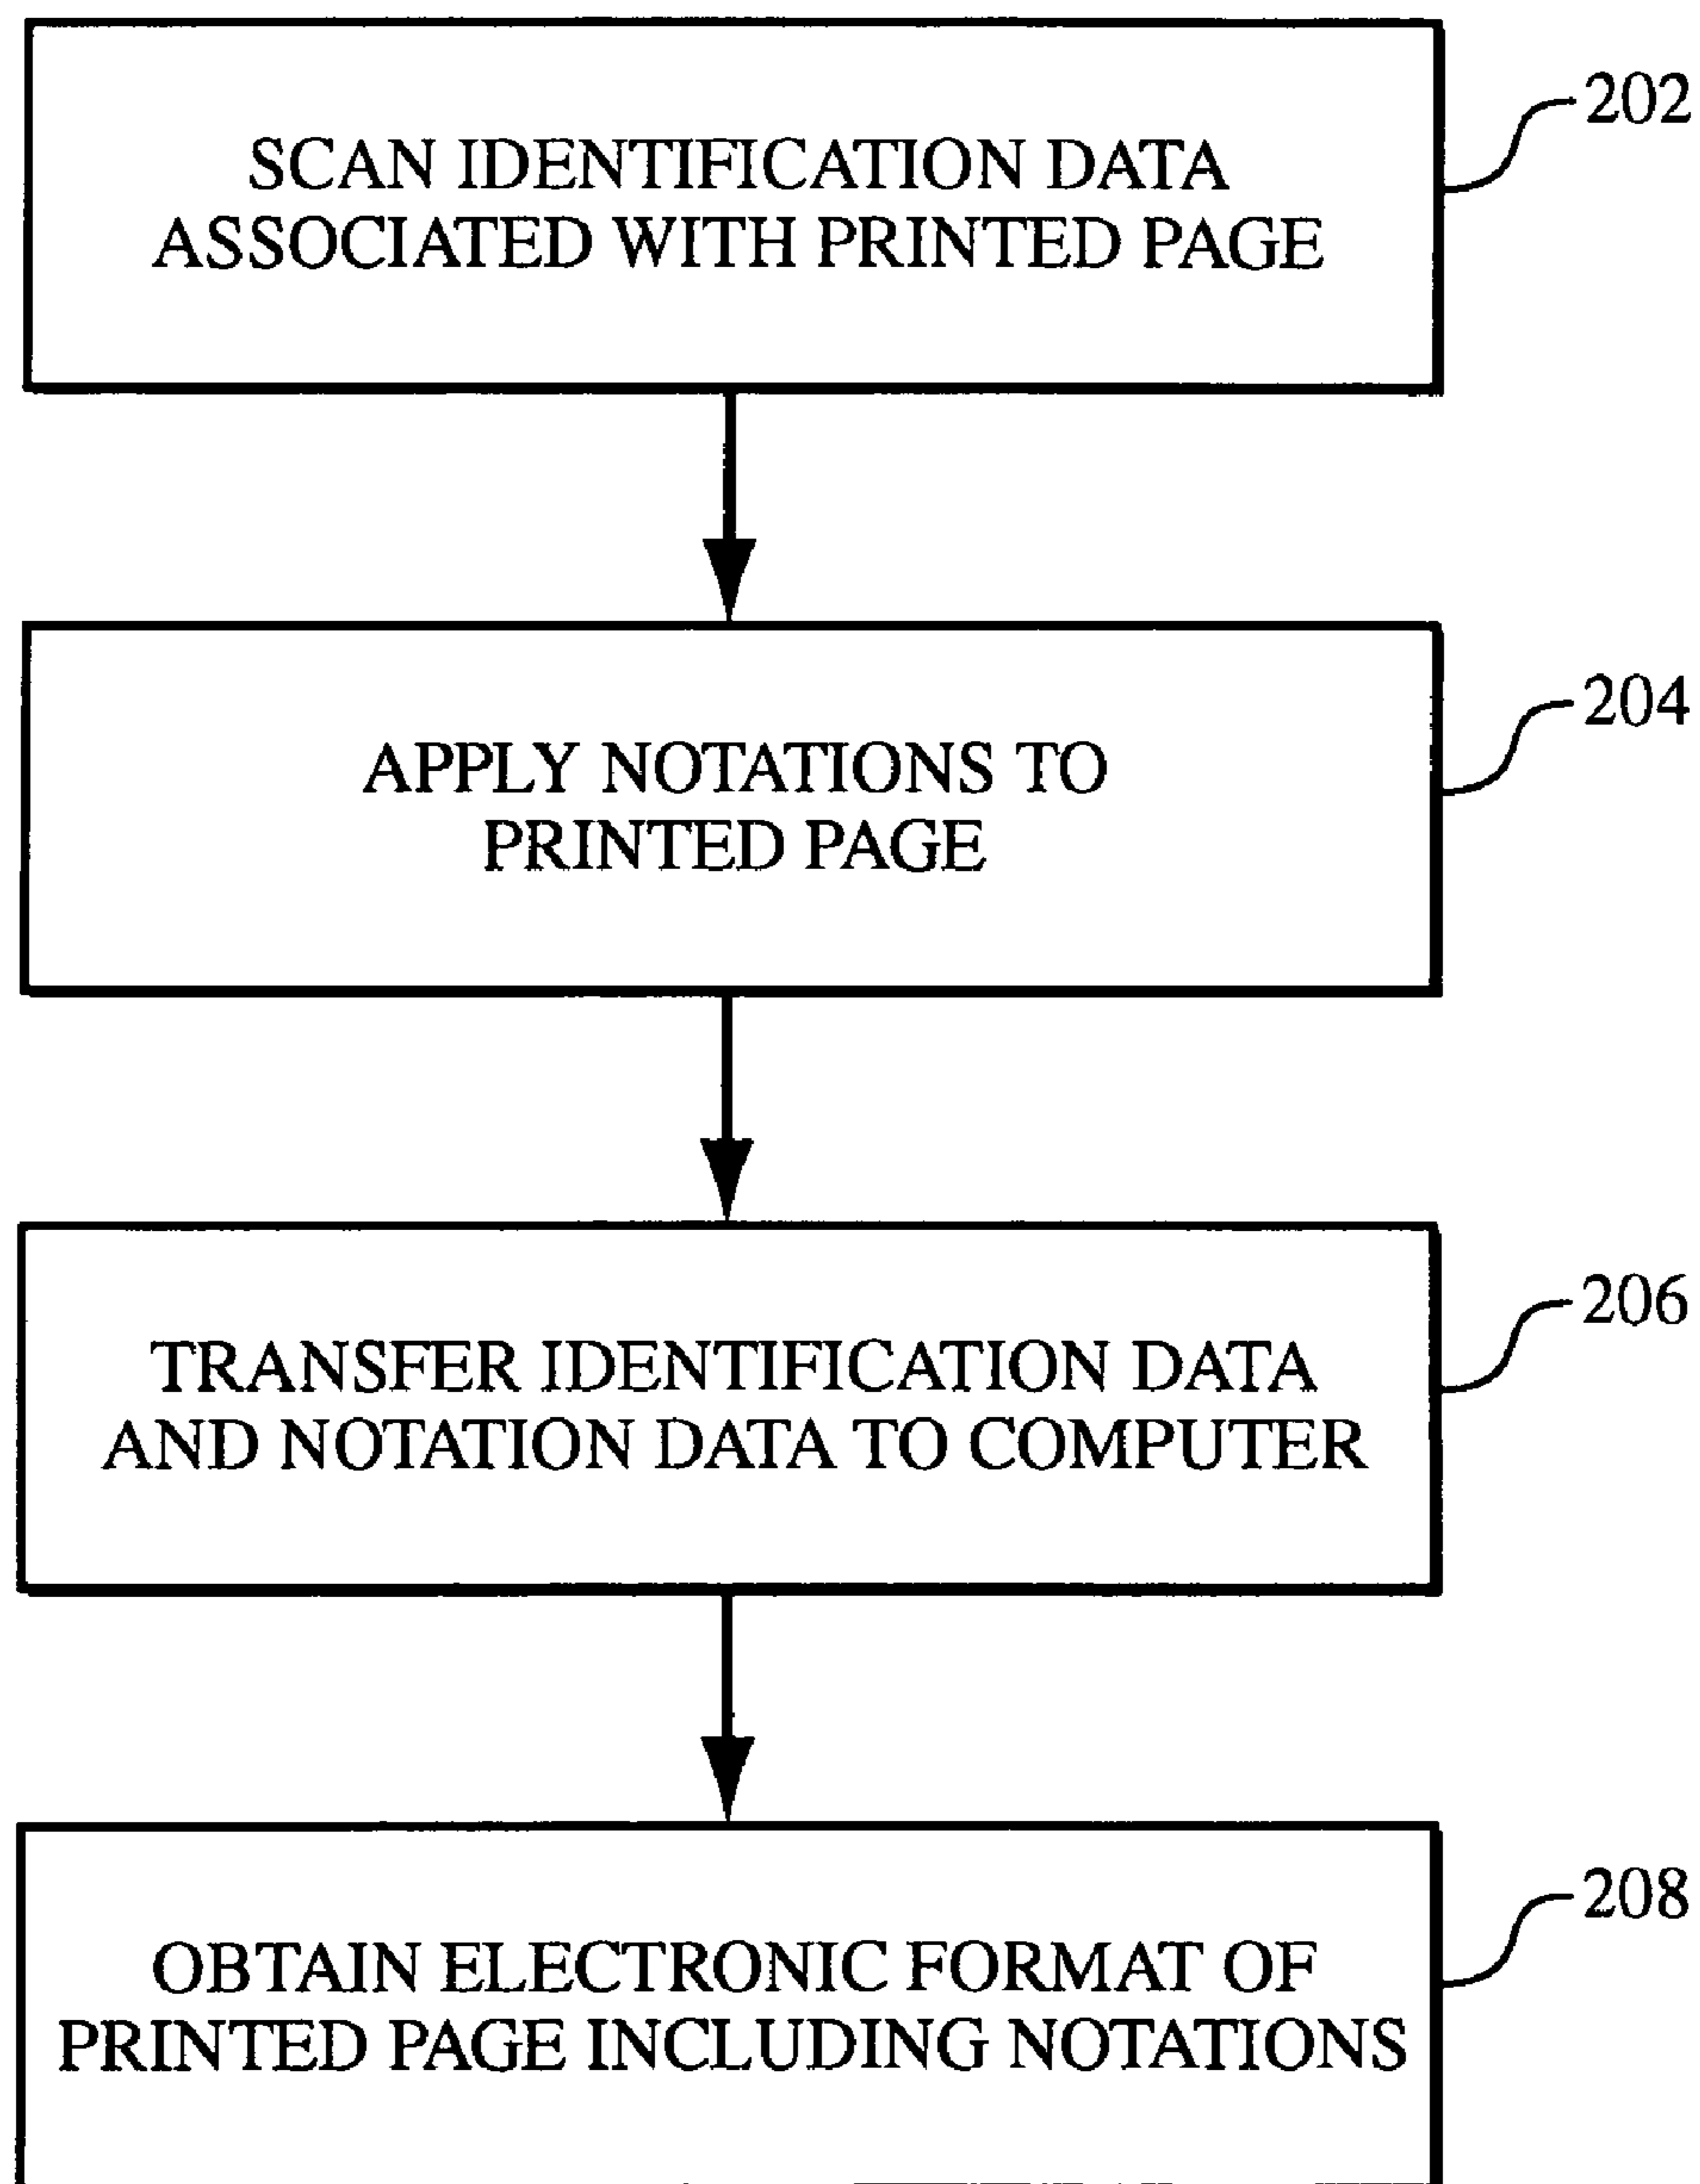 SCAN IDENTIFICATION DATA
ASSOCIATED WITH PRINTED PAGE
202
APPLY NOTATIONS TO
PRINTED PAGE
204
TRANSFER IDENTIFICATION DATA
AND NOTATION DATA TO COMPUTER
206
OBTAIN ELECTRONIC FORMAT OF
PRINTED PAGE INCLUDING NOTATIONS
208